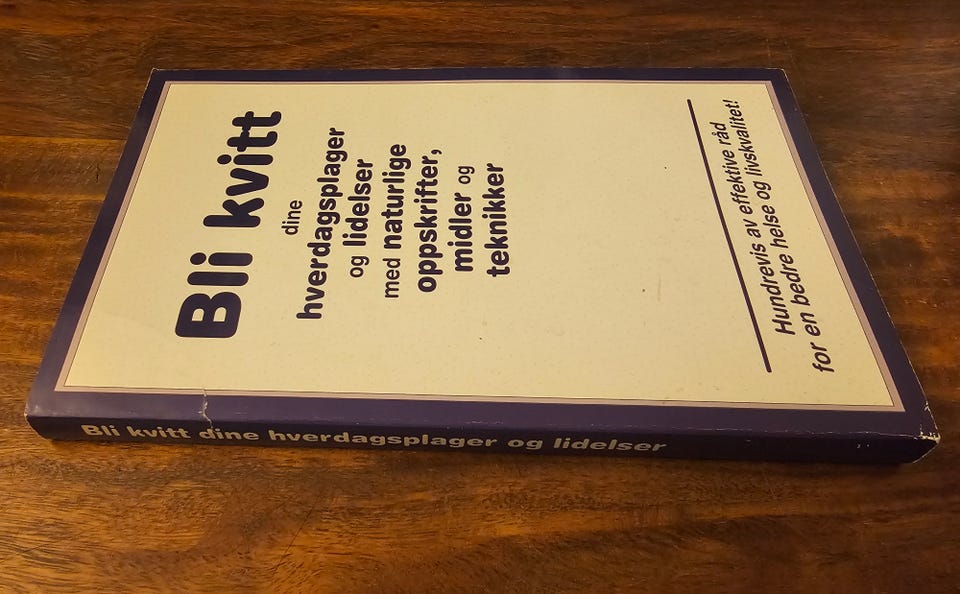 Bli kvitt
dine
hverdagsplager
og lidelser
med naturlige
oppskrifter,
midler og
teknikker
Hundrevis av effektive råd
for en bedre helse og livskvalitet!
Bli kvitt dine hverdagsplager og lidelser